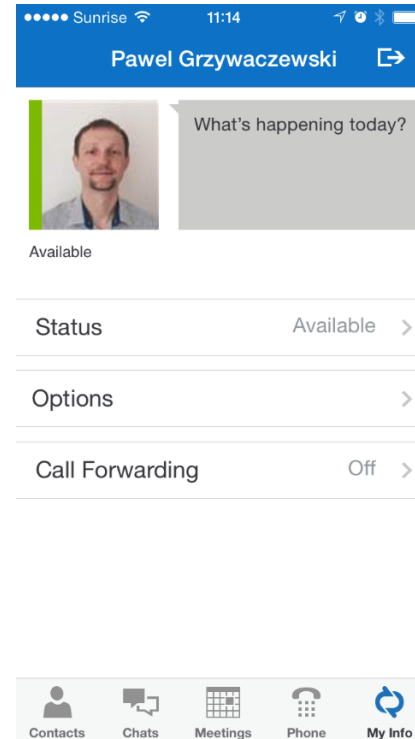 Sunrise 11:14
Pawel Grzywaczewski
What's happening today?
Available
Status Available
Options
Call Forwarding Off
Contacts Chats Meetings Phone My Info